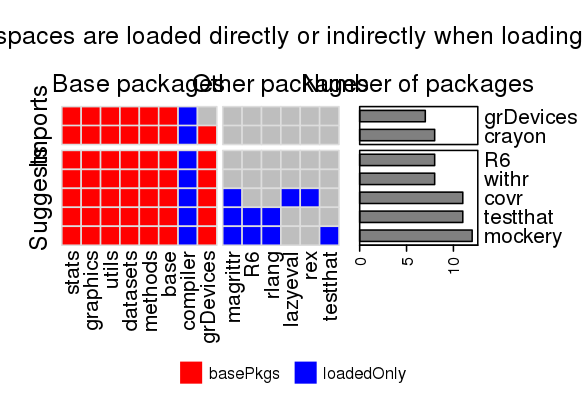 spaces are loaded directly or indirectly when loading
Base packages
Other packages
Number of packages
Imports
Suggests
grDevices
crayon
R6
withr
covr
testthat
mockery
0
5
10
stats
graphics
utils
datasets
methods
base
compiler
grDevices
magrittr
R6
rlang
lazyeval
rex
testthat
basePkgs
loadedOnly